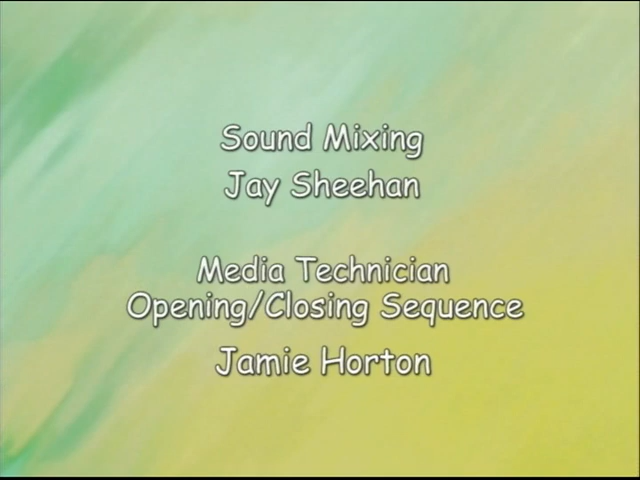 Sound Mixing
Jay Sheehan
Media Technician
Opening/Closing Sequence
Jamie Horton